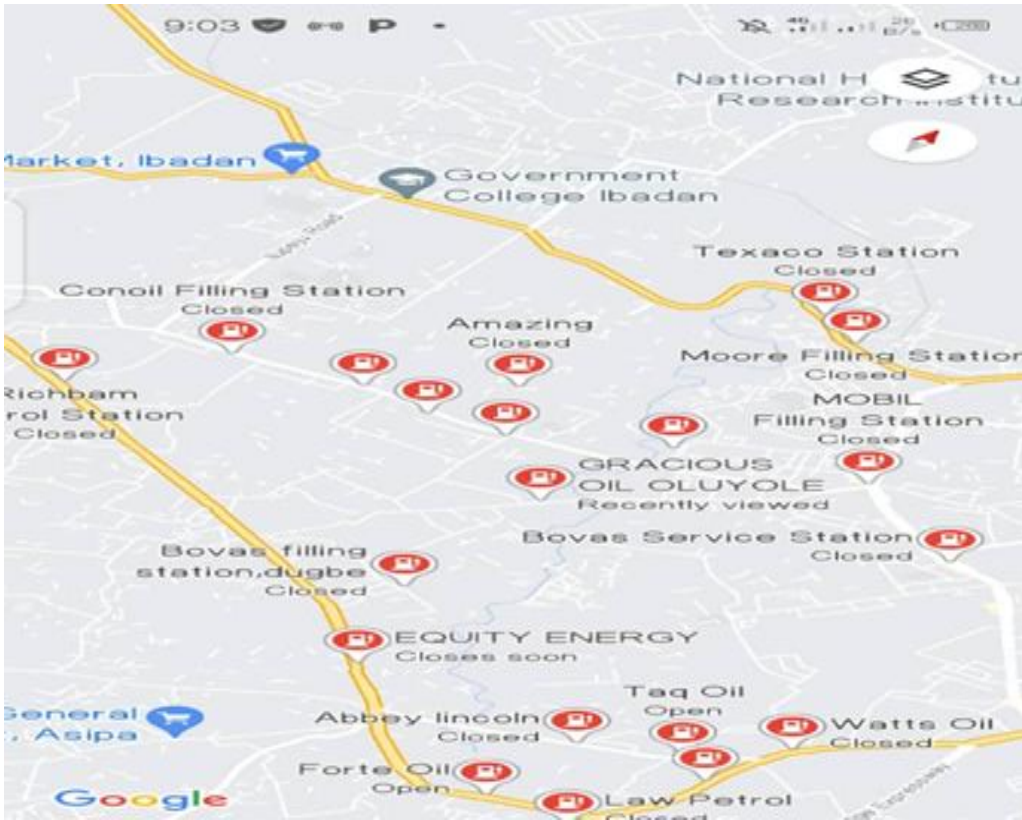 9:03
National H
Research
Market, Ibadan
Government
College Ibadan
Texaco Station
Closed
Conoil Filling Station
Closed
Amazing
Closed
Moore Filling Station
Closed
Richbam
rol Station
Closed
MOBIL
Filling Station
Closed
GRACIOUS
OIL OLUYOLE
Recently viewed
Bovas Service Station
Closed
Bovas filling
station,dugbe
Closed
EQUITY ENERGY
Closes soon
Taq Oil
Open
General
, Asipa
Abbey lincoln
Closed
Watts Oil
Closed
Forte Oil
Open
Google
Law Petrol
Closed